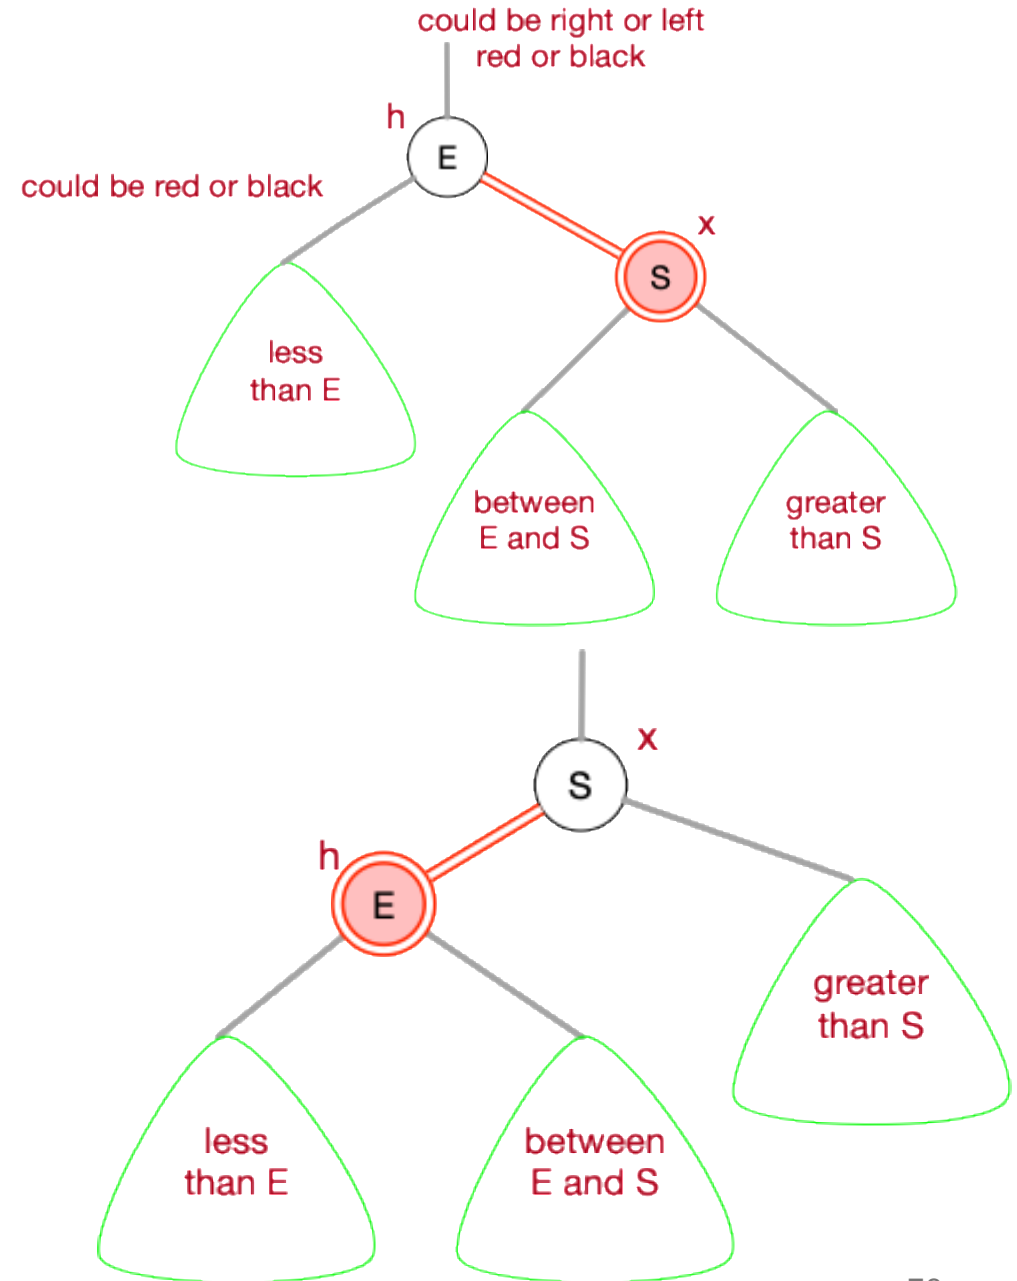 could be right or left
red or black
h
E
could be red or black
x
S
less
than E
between
E and S
greater
than S
x
S
h
E
greater
than S
less
than E
between
E and S